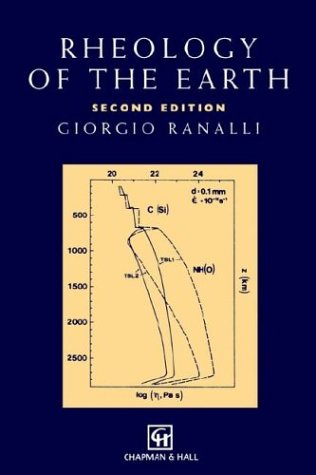 RHEOLOGY
OF THE EARTH
SECOND EDITION
GIORGIO RANALLI
20 22 24
d=0.1mm
500
C (Si)
1000
TBL1
TBL2
NH(O)
z
(km)
1500
2000
2500
log (η, Pa s)
CH
CHAPMAN & HALL